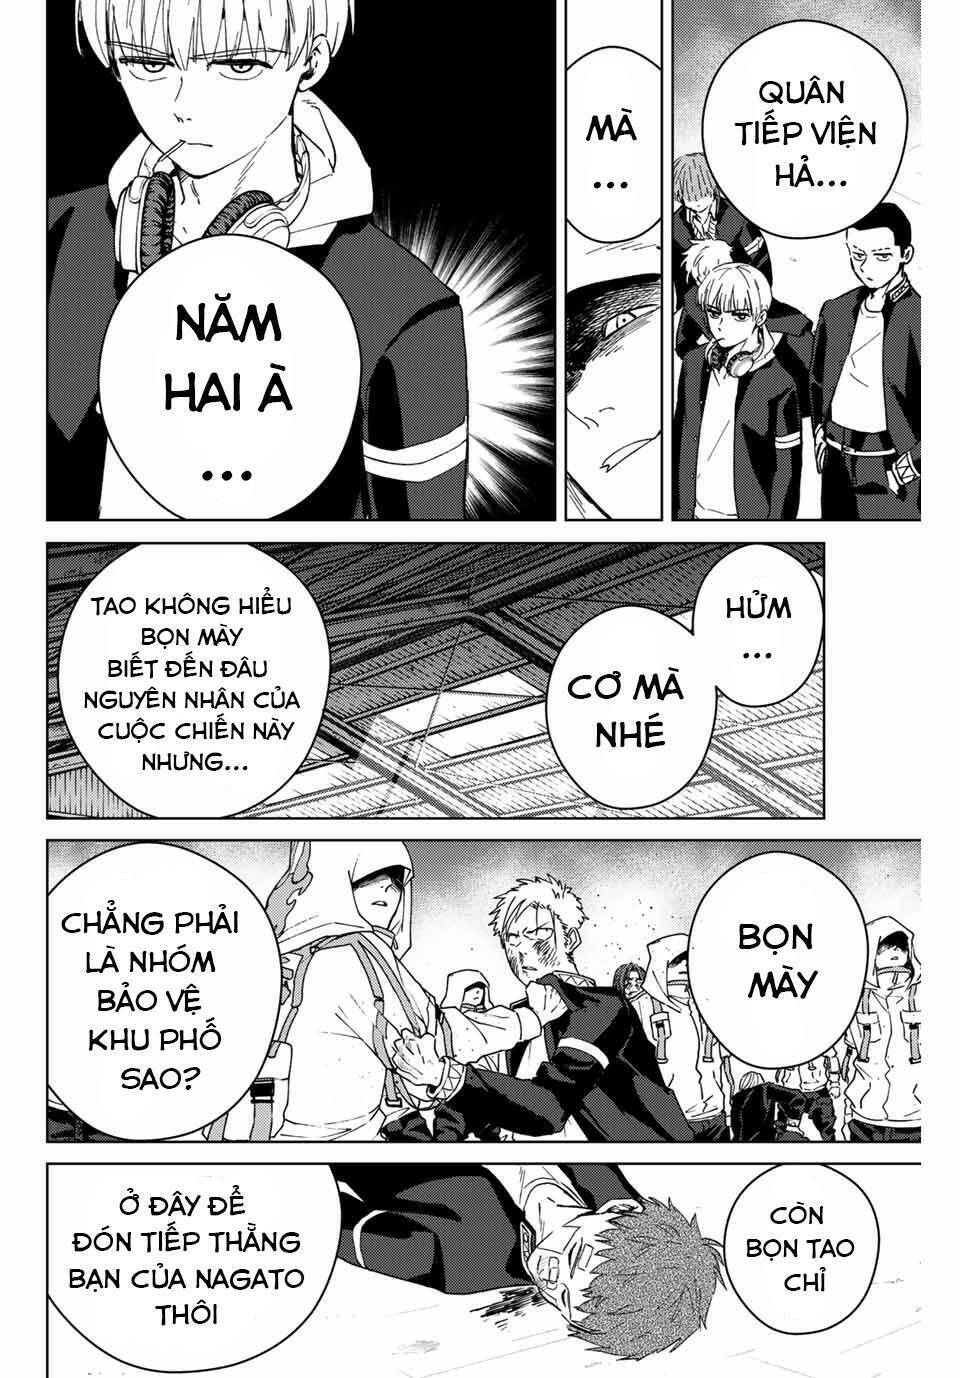 QUÂN
TIẾP VIỆN
HẢ...
MÀ
...
NĂM
HAI À
...
HỬM
...
CƠ MÀ
NHÉ
TAO KHÔNG HIỂU
BỌN MÀY
BIẾT ĐẾN ĐÂU
NGUYÊN NHÂN CỦA
CUỘC CHIẾN NÀY
NHƯNG...
BỌN
MÀY
CHẲNG PHẢI
LÀ NHÓM
BẢO VỆ
KHU PHỐ
SAO?
CÒN
BỌN TAO
CHỈ
Ở ĐÂY ĐỂ
ĐÓN TIẾP THẰNG
BẠN CỦA NAGATO
THÔI